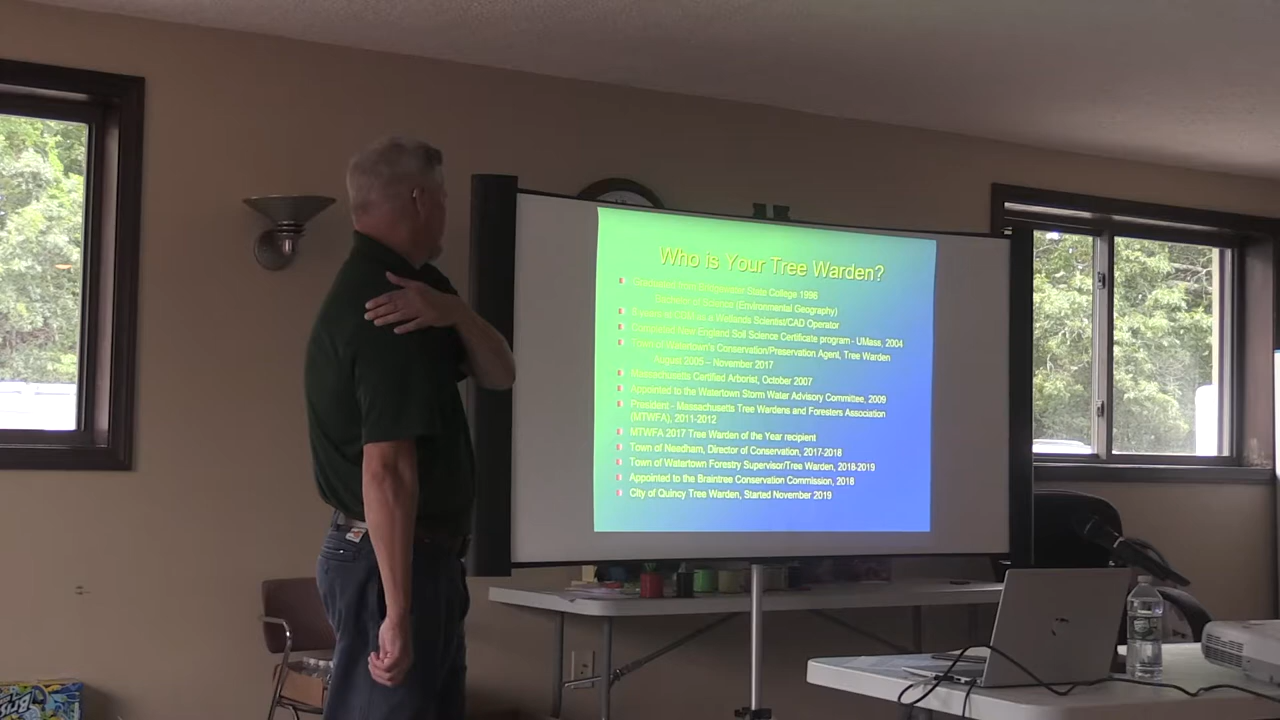 Who is Your Tree Warden?
Graduated from Bridgewater State College 1996
Bachelor of Science (Environmental Geography)
years at CDM as a Wetlands Scientist/CAD Operator
Completed New England Soil Science Certificate program - UMass, 2004
Town of Watertown's Conservation/Preservation Agent, Tree Warden
August 2005 – November 2017
Massachusetts Certified Arborist, October 2007
Appointed to the Watertown Storm Water Advisory Committee, 2009
President - Massachusetts Tree Wardens and Foresters Association
(MTWFA), 2011-2012
MTWFA 2017 Tree Warden of the Year recipient
Town of Needham, Director of Conservation, 2017-2018
Town of Watertown Forestry Supervisor/Tree Warden, 2018-2019
Appointed to the Braintree Conservation Commission, 2018
City of Quincy Tree Warden, Started November 2019